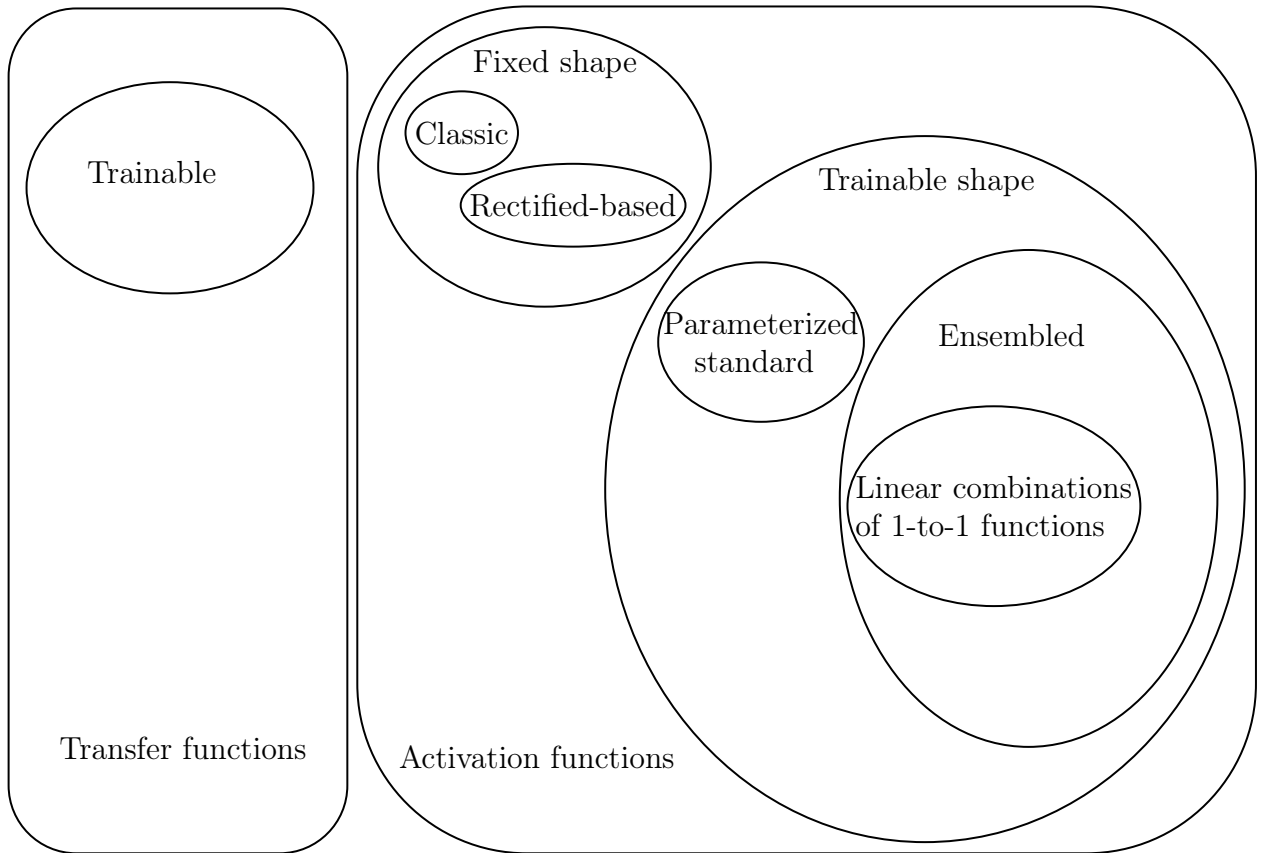 Trainable
Transfer functions
Fixed shape
Classic
Rectified-based
Trainable shape
Parameterized
standard
Ensembled
Linear combinations
of 1-to-1 functions
Activation functions